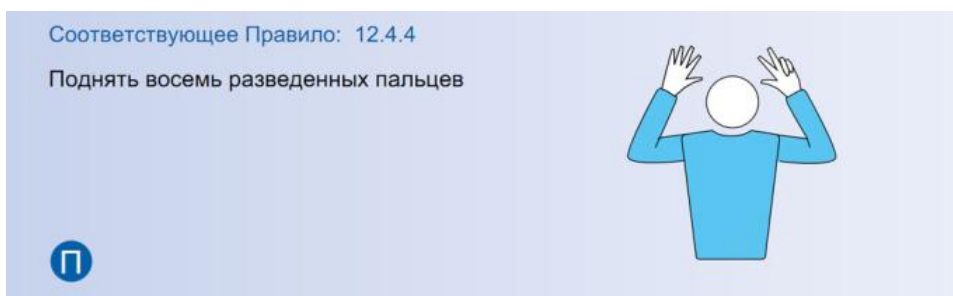 Соответствующее Правило: 12.4.4
Поднять восемь разведенных пальцев
П